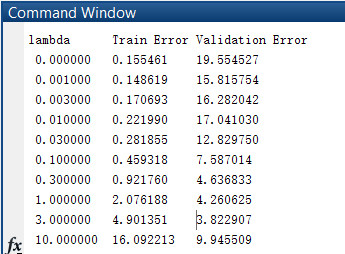 Command Window
lambda Train Error Validation Error
0.000000 0.155461 19.554527
0.001000 0.148619 15.815754
0.003000 0.170693 16.282042
0.010000 0.221990 17.041030
0.030000 0.281855 12.829750
0.100000 0.459318 7.587014
0.300000 0.921760 4.636833
1.000000 2.076188 4.260625
3.000000 4.901351 3.822907
10.000000 16.092213 9.945509
fx